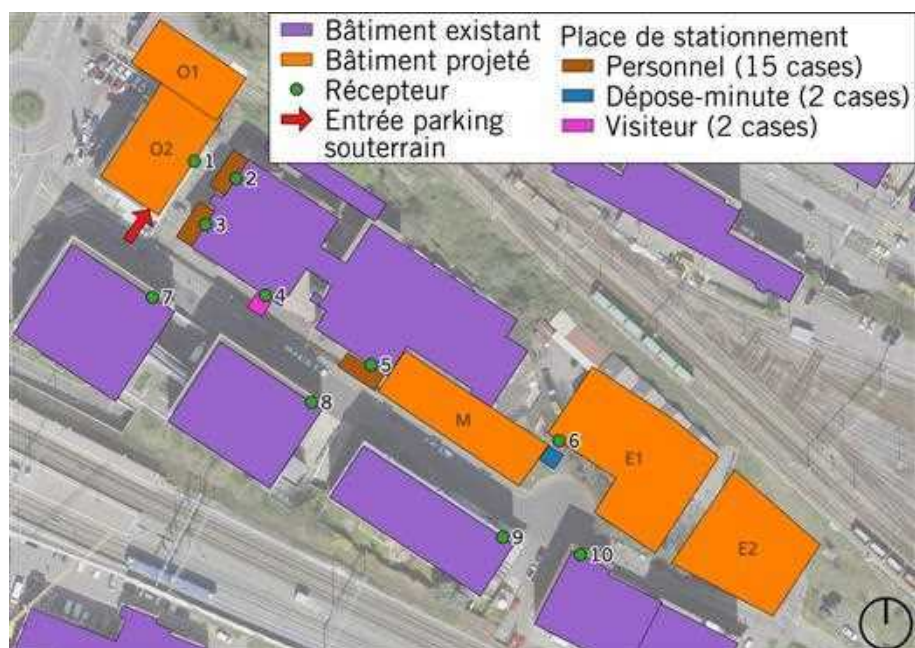 Bâtiment existant
Bâtiment projeté
Récepteur
Entrée parking
souterrain
Place de stationnement
Personnel (15 cases)
Dépose-minute (2 cases)
Visiteur (2 cases)
O1
O2
1
2
3
4
7
5
8
M
6
E1
9
10
E2